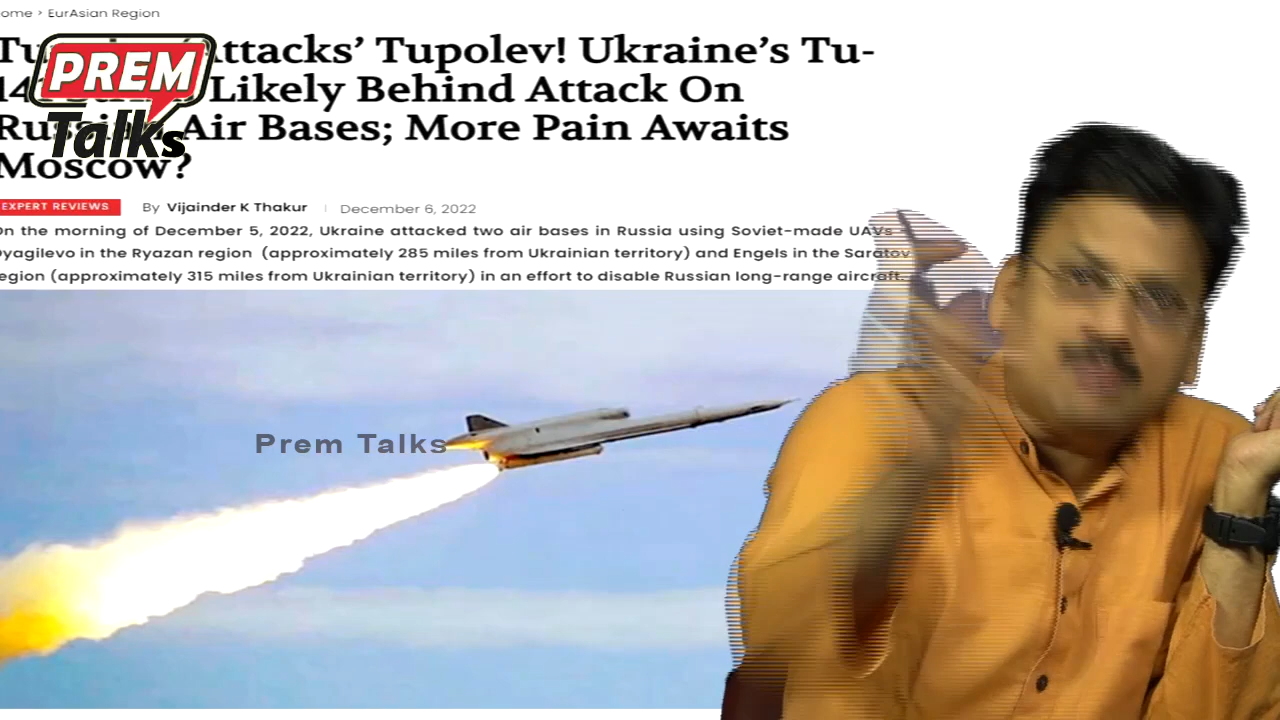 ome > EurAsian Region
Attacks’ Tupolev! Ukraine’s Tu-
Likely Behind Attack On
Air Bases; More Pain Awaits
Moscow?
PREM
Talks
EXPERT REVIEWS By Vijainder K Thakur December 6, 2022
On the morning of December 5, 2022, Ukraine attacked two air bases in Russia using Soviet-made UAVs -
Dyagilevo in the Ryazan region (approximately 285 miles from Ukrainian territory) and Engels in the Saratov
egion (approximately 315 miles from Ukrainian territory) in an effort to disable Russian long-range aircraft.
Prem Talks